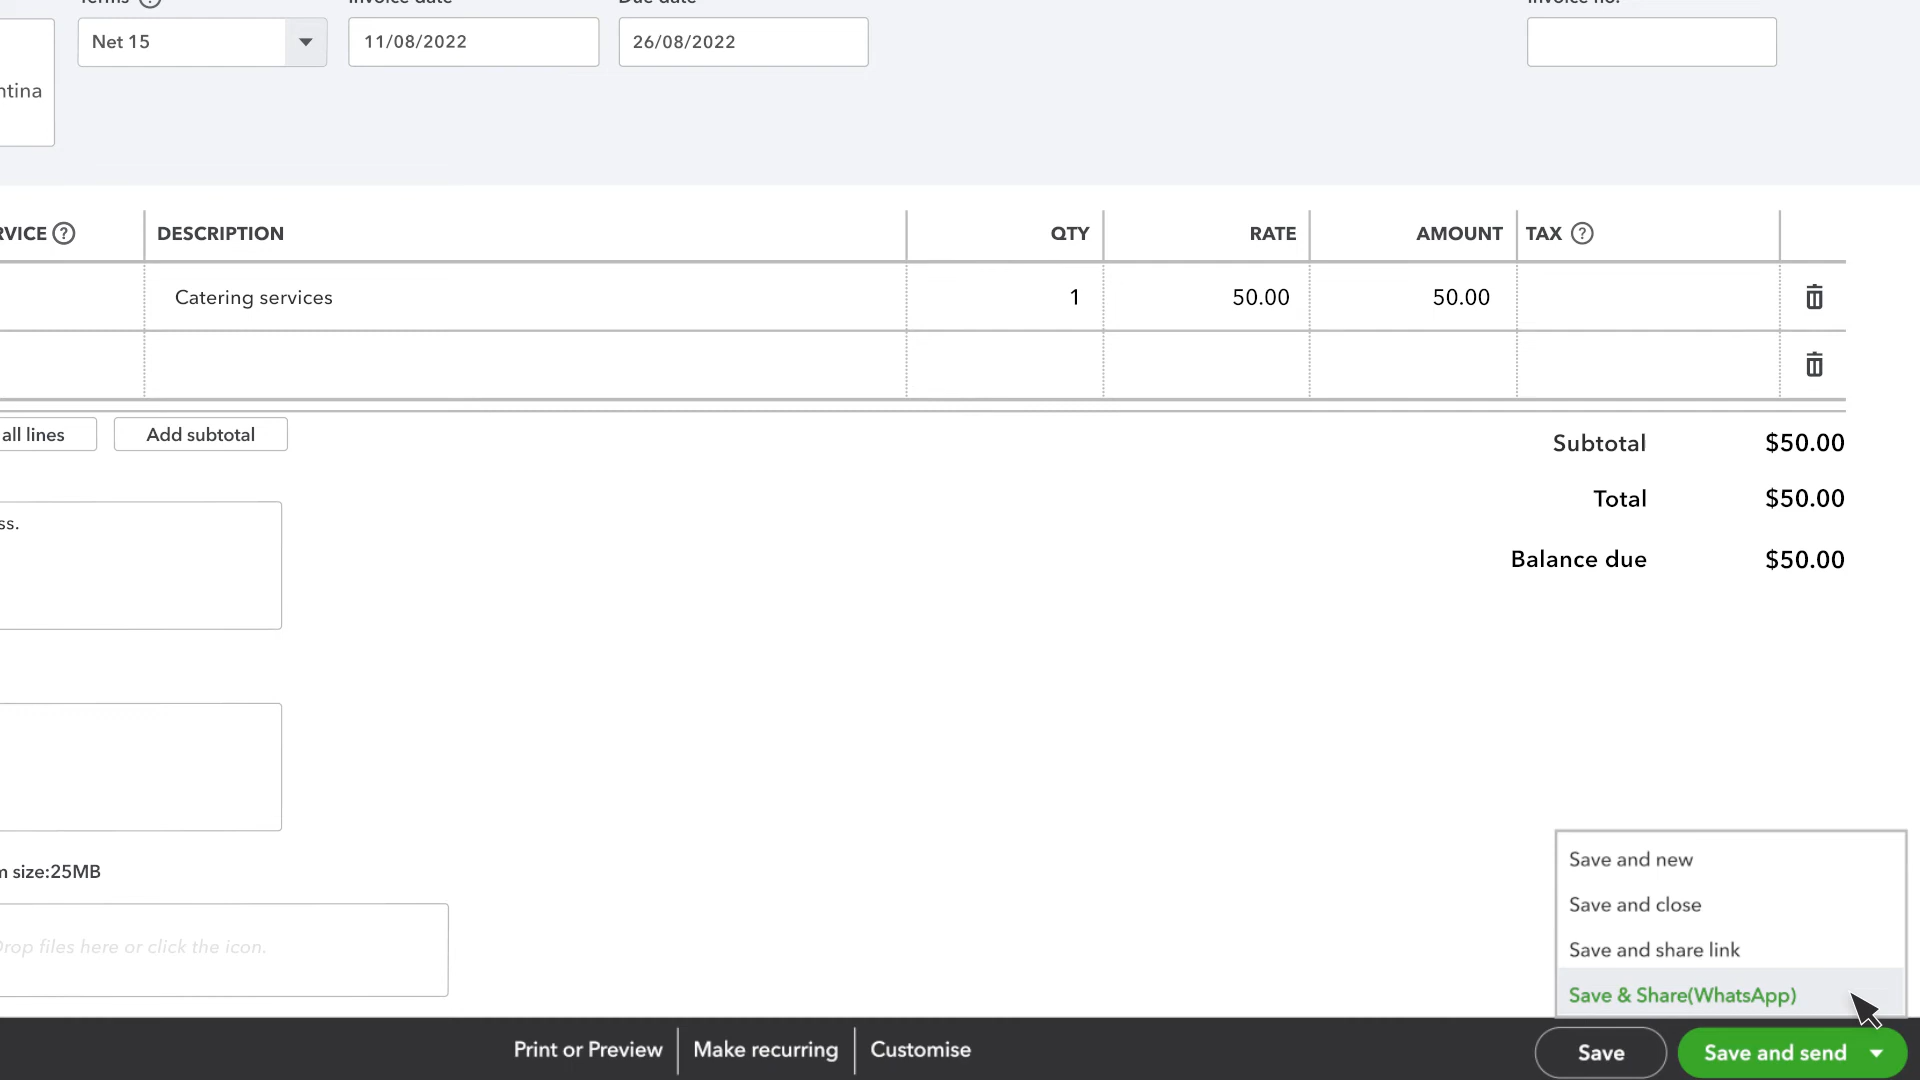 Net 15
11/08/2022
26/08/2022
ntina
RVICE
DESCRIPTION
QTY
RATE
AMOUNT
TAX
Catering services
1
50.00
50.00
all lines
Add subtotal
Subtotal
$50.00
Total
$50.00
Balance due
$50.00
ss.
m size:25MB
Drop files here or click the icon.
Save and new
Save and close
Save and share link
Save & Share(WhatsApp)
Print or Preview
Make recurring
Customise
Save
Save and send